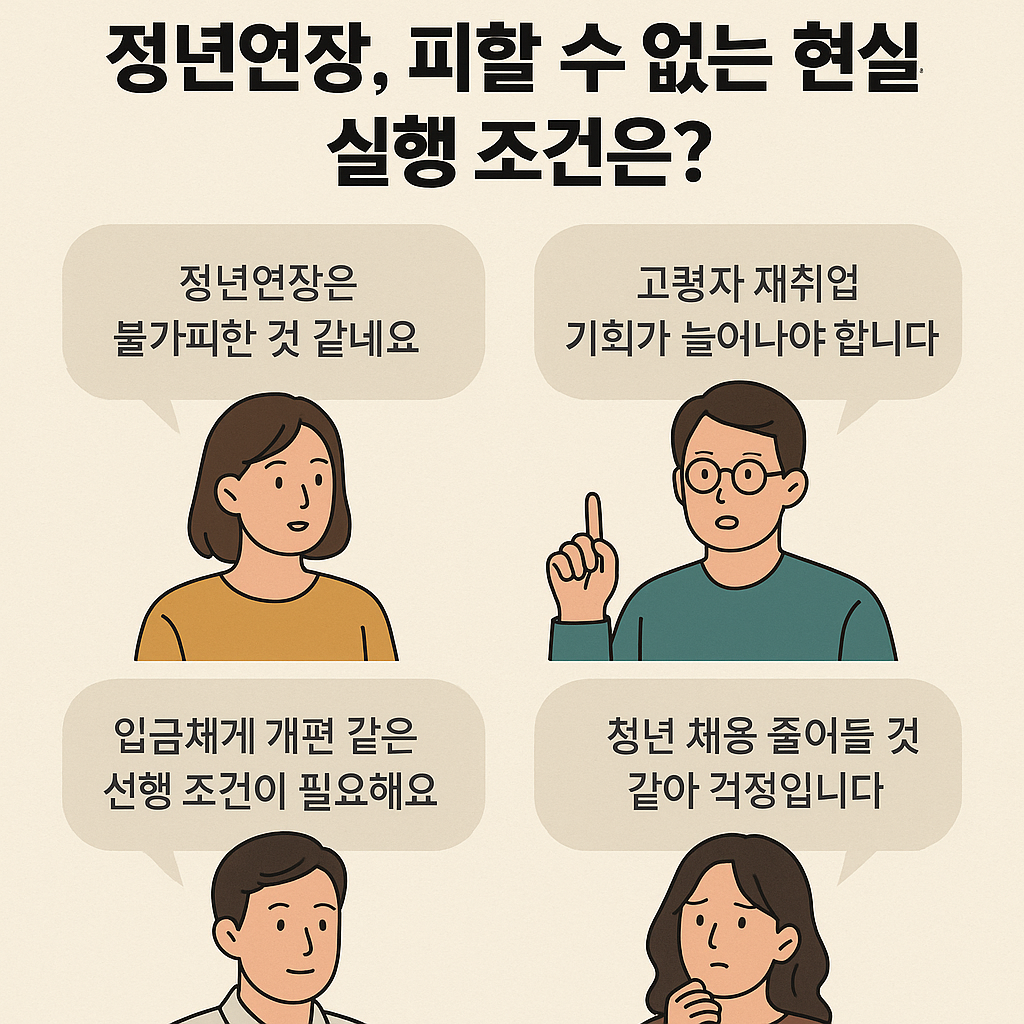 정년연장, 피할 수 없는 현실
실행 조건은?
정년연장은
불가피한 것 같네요
고령자 재취업
기회가 늘어나야 합니다
입금채게 개편 같은
선행 조건이 필요해요
청년 채용 줄어들 것
같아 걱정입니다